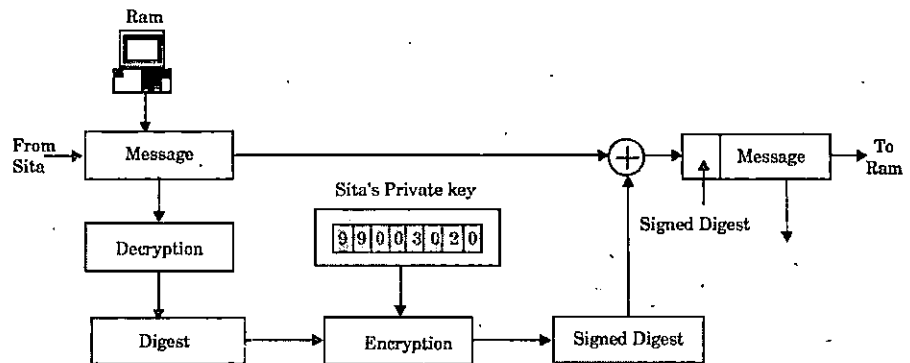 Ram
From
Sita
Message
Message
To
Ram
Sita's Private key
9 9 0 0 3 0 2 0
Signed Digest
Decryption
Digest
Encryption
Signed Digest